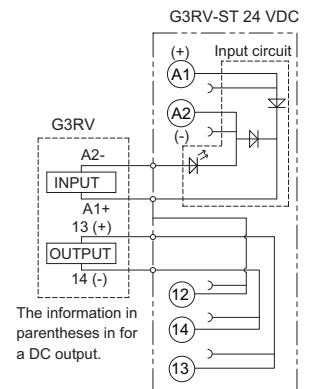 G3RV-ST 24 VDC
(+)
Input circuit
A1
A2
(-)
G3RV
A2-
INPUT
A1+
13 (+)
OUTPUT
14 (-)
12
14
13
The information in
parentheses in for
a DC output.